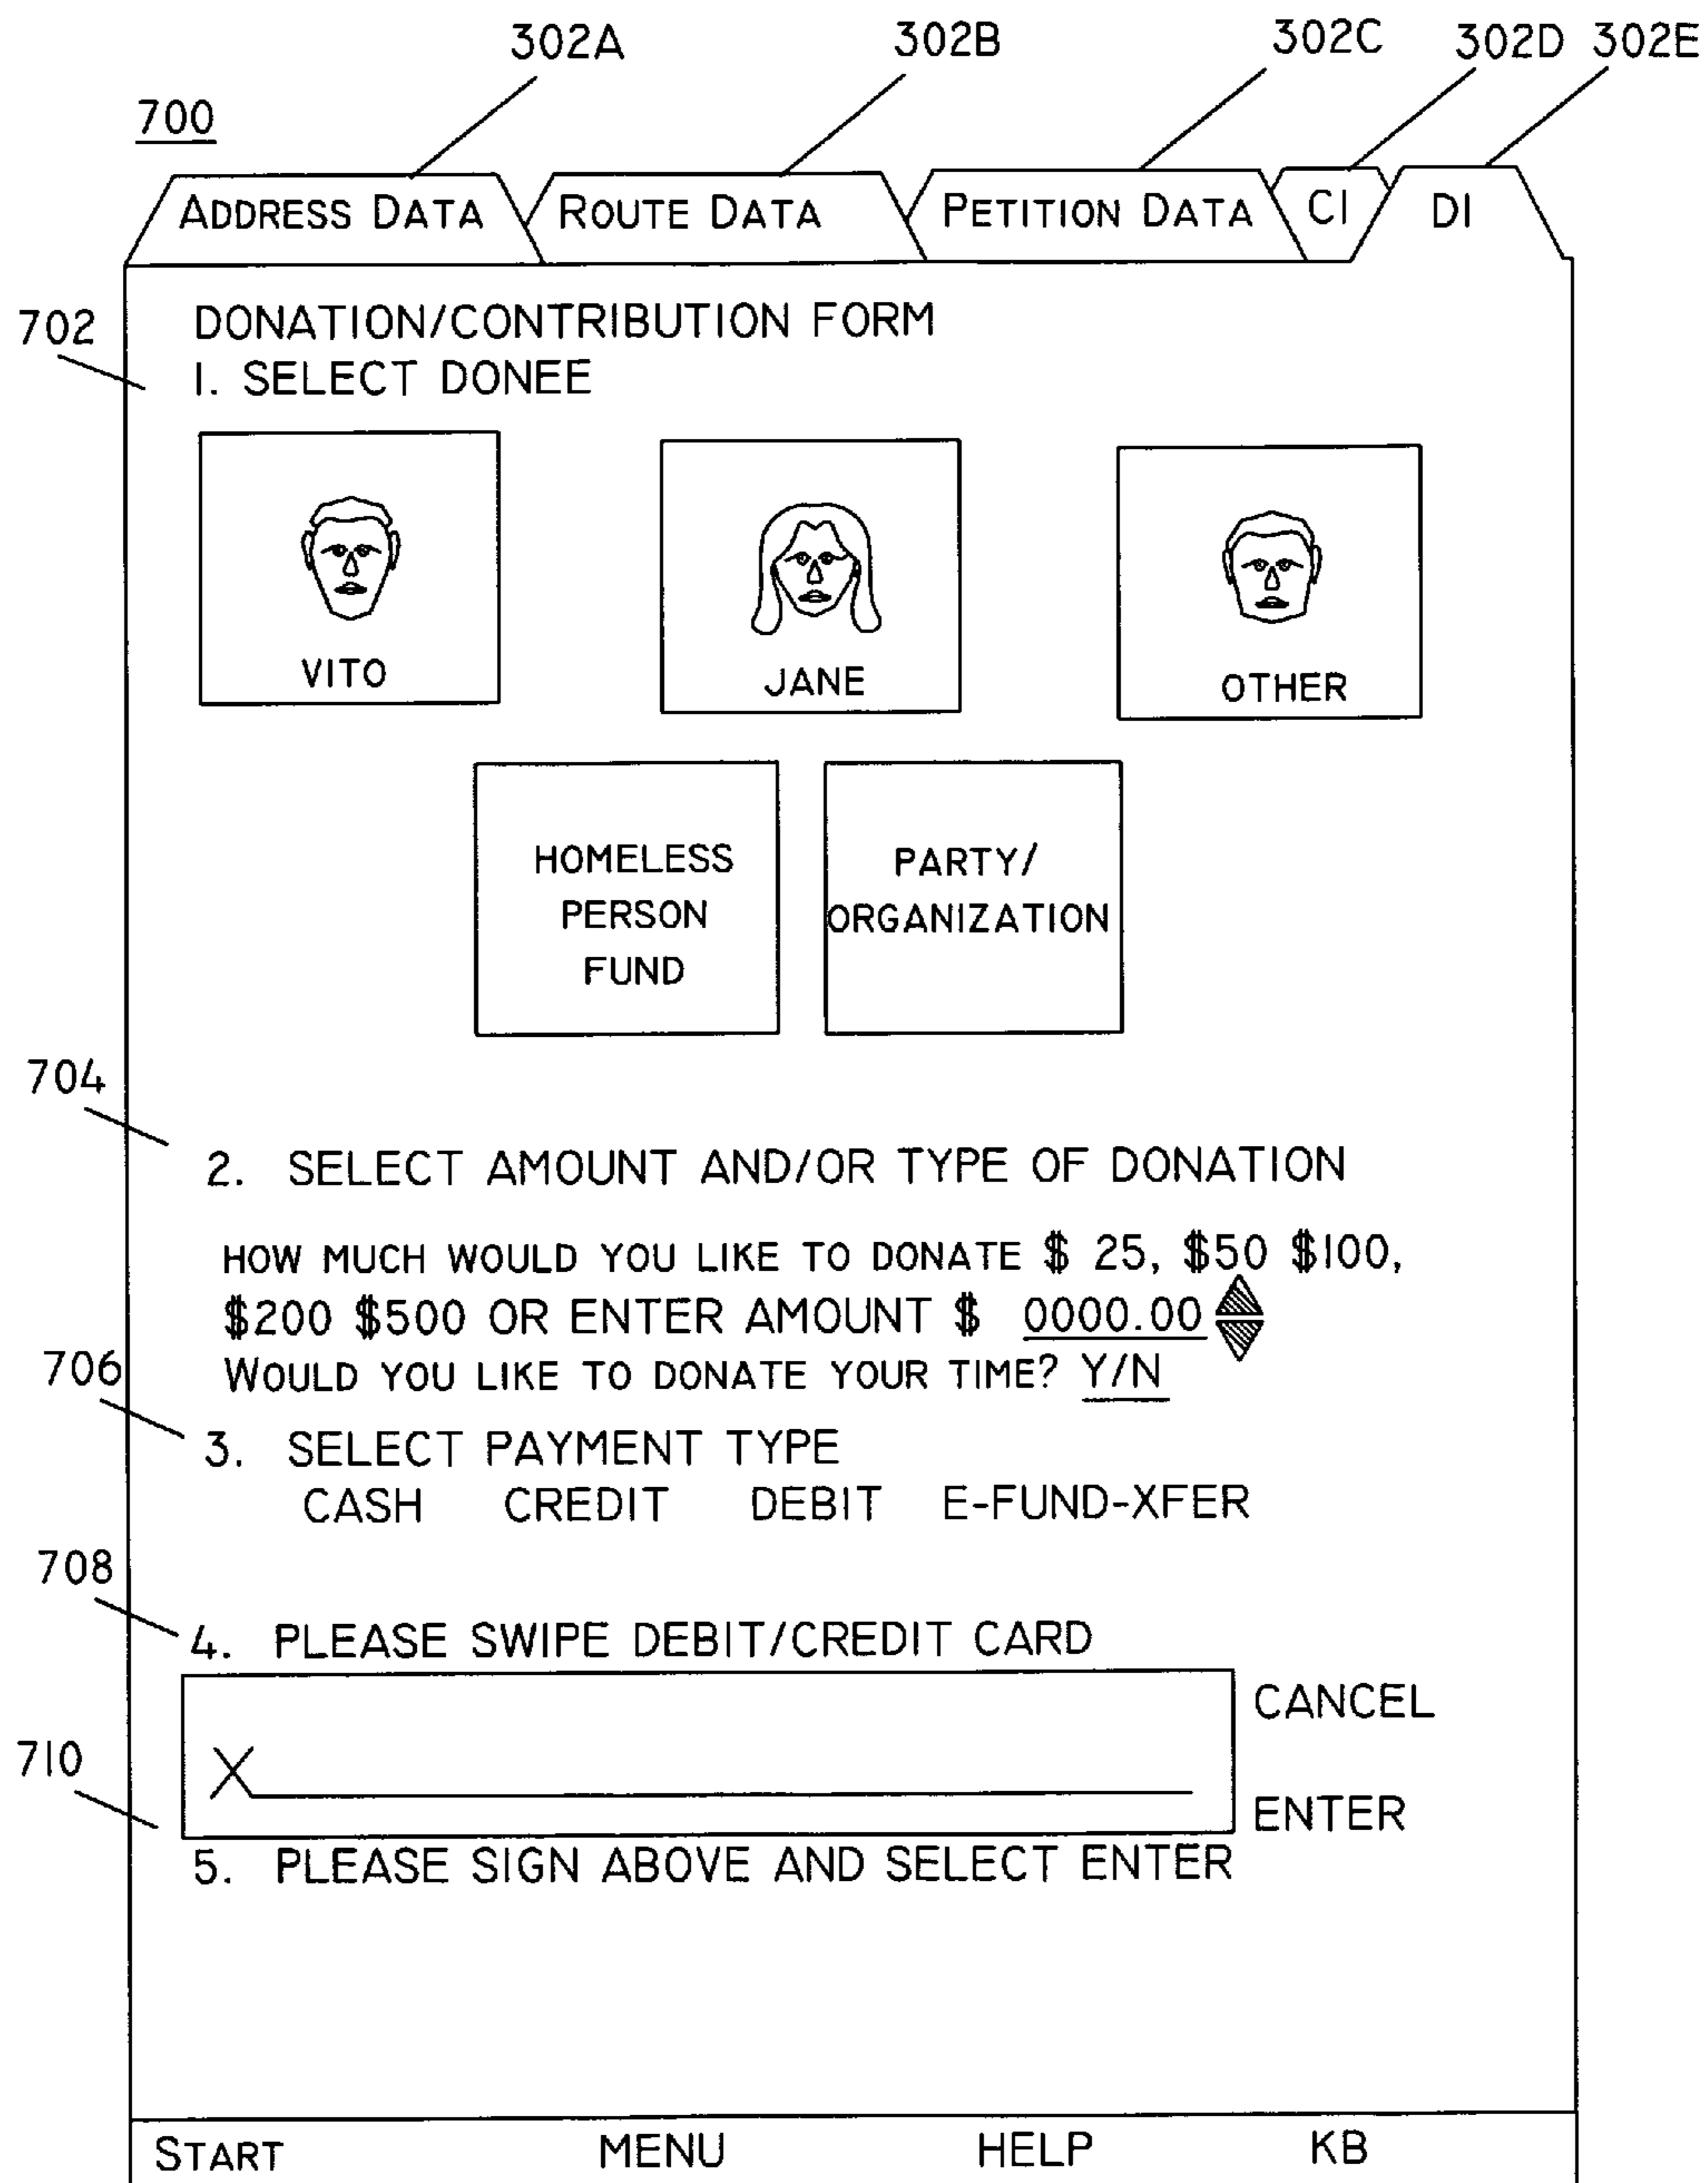 302A 302B 302C 302D 302E
700
ADDRESS DATA ROUTE DATA PETITION DATA CI DI
702 DONATION/CONTRIBUTION FORM
1. SELECT DONEE
VITO JANE OTHER
HOMELESS
PERSON
FUND
PARTY/
ORGANIZATION
704
2. SELECT AMOUNT AND/OR TYPE OF DONATION
HOW MUCH WOULD YOU LIKE TO DONATE $ 25, $50 $100,
$200 $500 OR ENTER AMOUNT $ 0000.00
706 WOULD YOU LIKE TO DONATE YOUR TIME? Y/N
3. SELECT PAYMENT TYPE
CASH CREDIT DEBIT E-FUND-XFER
708
4. PLEASE SWIPE DEBIT/CREDIT CARD
CANCEL
710 X
ENTER
5. PLEASE SIGN ABOVE AND SELECT ENTER
START MENU HELP KB